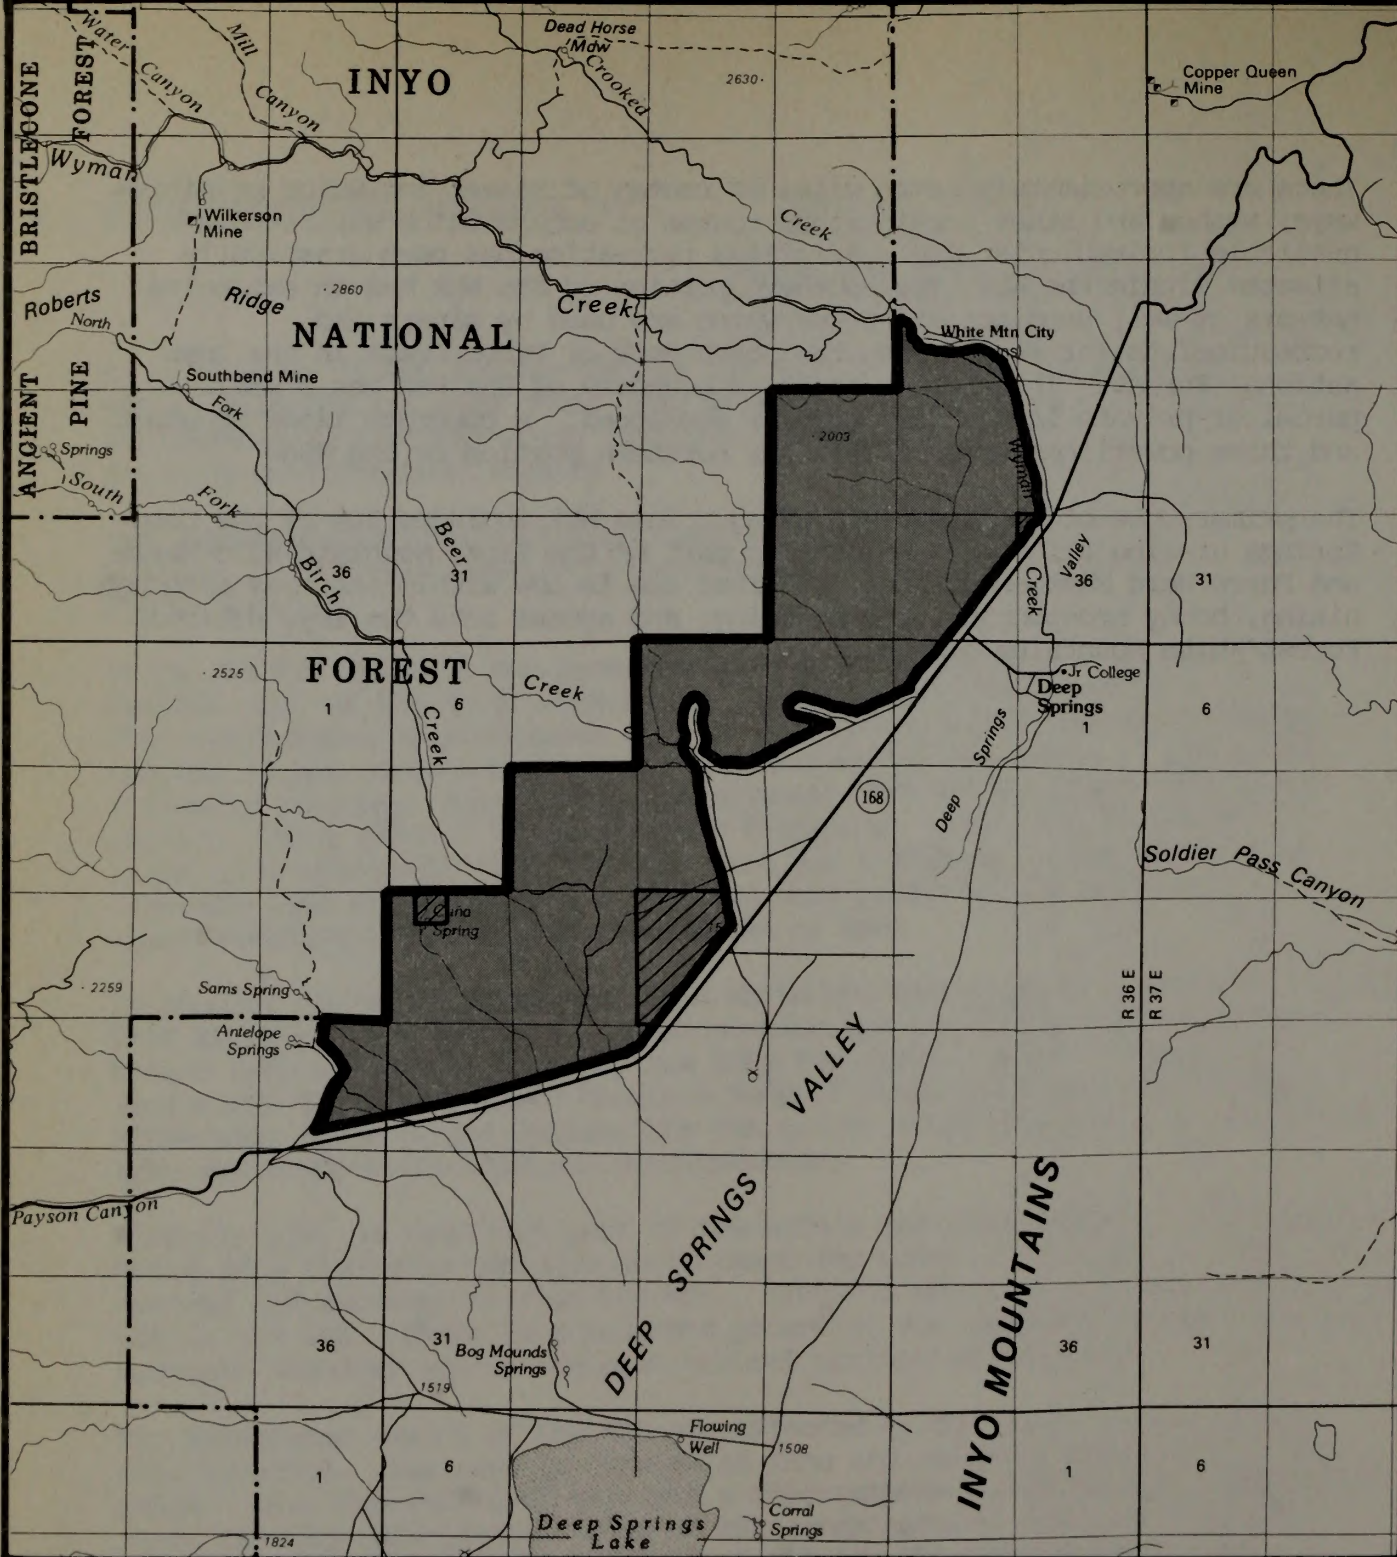 Water
Canyon
Mill
Canyon
INYO
Dead Horse
Mdw
Crooked
2630
Copper Queen
Mine
BRISTLECONE
FOREST
Wyman
Wilkerson
Mine
Creek
Roberts
Ridge
2860
North
NATIONAL
Creek
White Mtn City
ANCIENT
PINE
Southbend Mine
Fork
2003
Wyman
Springs
South
Fork
Beer
Birch
36
31
Valley
Creek
36
31
2525
FOREST
Creek
Jr College
Deep
Springs
1
6
Creek
1
6
Springs
Deep
168
Soldier Pass Canyon
Spring
15
Sams Spring
2259
Antelope
Springs
R 36 E
R 37 E
VALLEY
Payson Canyon
SPRINGS
DEEP
INYO MOUNTAINS
36
31
Bog Mounds
Springs
36
31
1519
Flowing
Well
1508
1
6
1
6
Deep Springs
Lake
Corral
Springs
1824